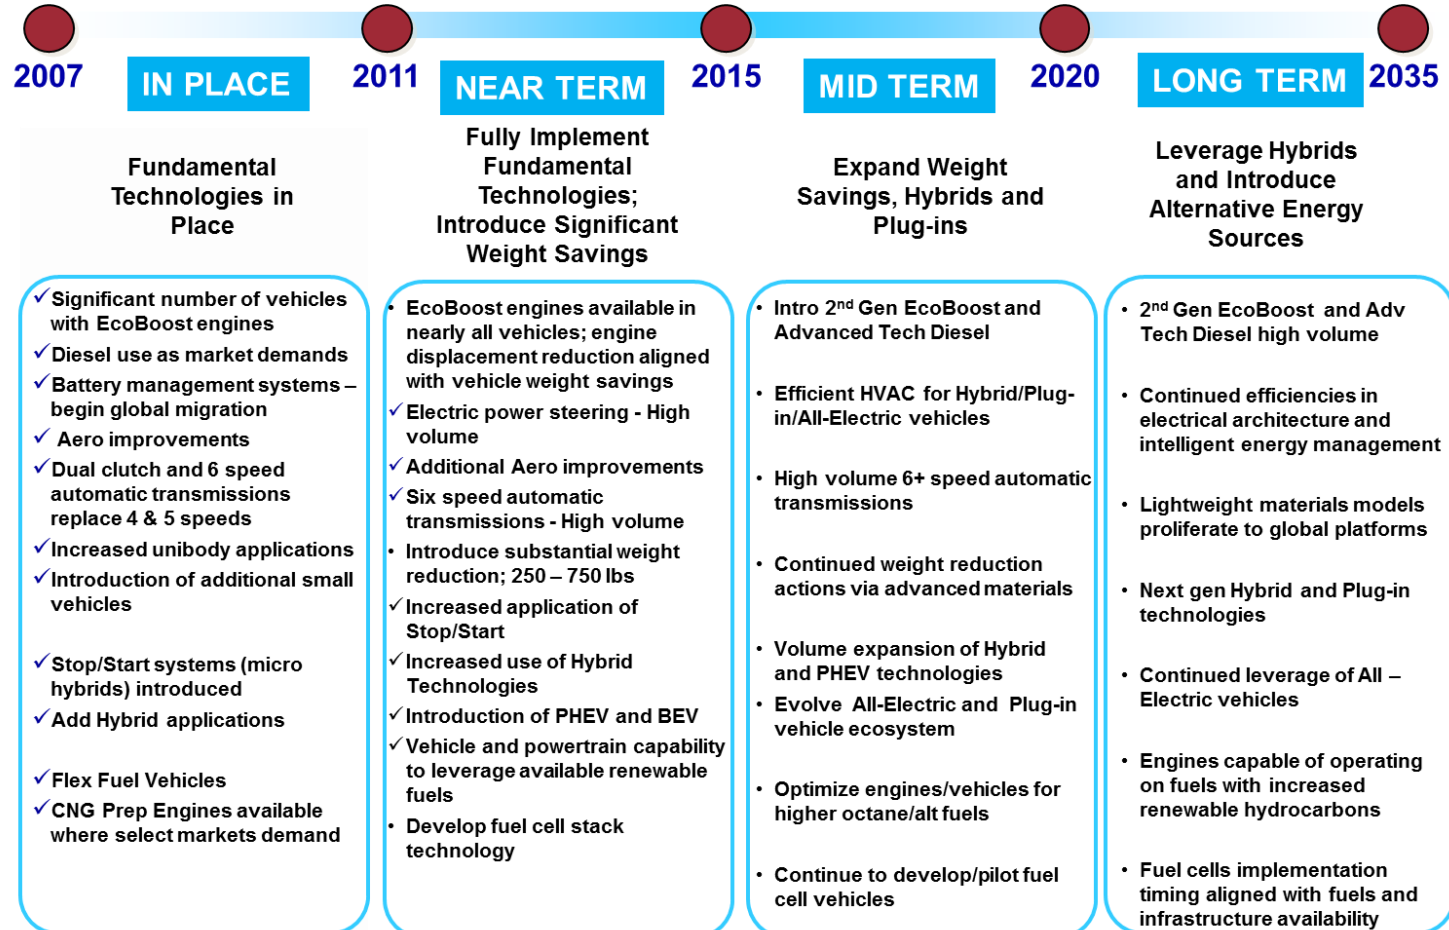 2007
IN PLACE
2011
NEAR TERM
2015
MID TERM
2020
LONG TERM
2035
Fundamental
Technologies in
Place
✓Significant number of vehicles
with EcoBoost engines
✓Diesel use as market demands
✓Battery management systems –
begin global migration
✓ Aero improvements
✓Dual clutch and 6 speed
automatic transmissions
replace 4 & 5 speeds
✓Increased unibody applications
✓Introduction of additional small
vehicles
✓Stop/Start systems (micro
hybrids) introduced
✓Add Hybrid applications
✓Flex Fuel Vehicles
✓CNG Prep Engines available
where select markets demand
Fully Implement
Fundamental
Technologies;
Introduce Significant
Weight Savings
• EcoBoost engines available in
nearly all vehicles; engine
displacement reduction aligned
with vehicle weight savings
✓Electric power steering - High
volume
✓Additional Aero improvements
✓Six speed automatic
transmissions - High volume
• Introduce substantial weight
reduction; 250 – 750 lbs
✓Increased application of
Stop/Start
✓Increased use of Hybrid
Technologies
✓Introduction of PHEV and BEV
✓Vehicle and powertrain capability
to leverage available renewable
fuels
• Develop fuel cell stack
technology
Expand Weight
Savings, Hybrids and
Plug-ins
• Intro 2nd Gen EcoBoost and
Advanced Tech Diesel
• Efficient HVAC for Hybrid/Plug-
in/All-Electric vehicles
• High volume 6+ speed automatic
transmissions
• Continued weight reduction
actions via advanced materials
• Volume expansion of Hybrid
and PHEV technologies
• Evolve All-Electric and Plug-in
vehicle ecosystem
• Optimize engines/vehicles for
higher octane/alt fuels
• Continue to develop/pilot fuel
cell vehicles
Leverage Hybrids
and Introduce
Alternative Energy
Sources
• 2nd Gen EcoBoost and Adv
Tech Diesel high volume
• Continued efficiencies in
electrical architecture and
intelligent energy management
• Lightweight materials models
proliferate to global platforms
• Next gen Hybrid and Plug-in
technologies
• Continued leverage of All –
Electric vehicles
• Engines capable of operating
on fuels with increased
renewable hydrocarbons
• Fuel cells implementation
timing aligned with fuels and
infrastructure availability